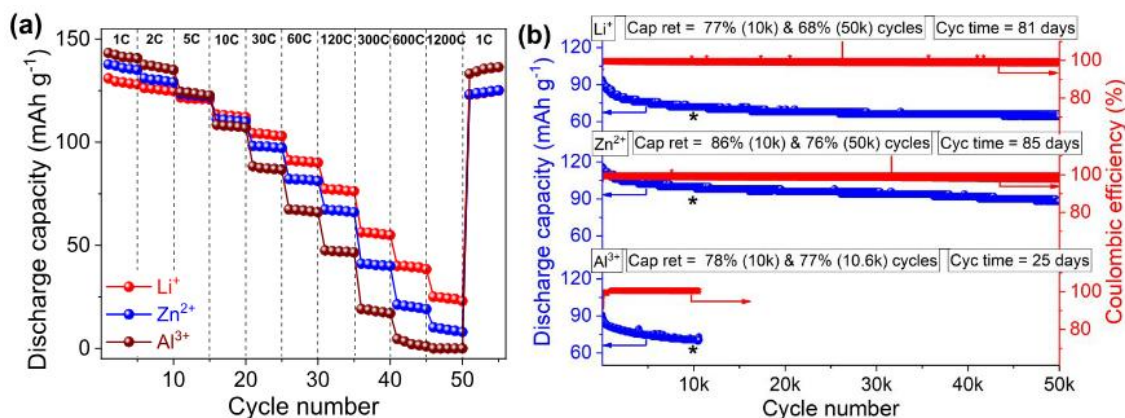 (a)
150
100
50
0
1C 2C 5C 10C 30C 60C 120C 300C 600C 1200C 1C
Li⁺
Zn²⁺
Al³⁺
10 20 30 40 50
Cycle number
Discharge capacity (mAh g⁻¹)
(b)
Li⁺ Cap ret = 77% (10k) & 68% (50k) cycles Cyc time = 81 days
120
90
60
100
80
*
Zn²⁺ Cap ret = 86% (10k) & 76% (50k) cycles Cyc time = 85 days
120
90
60
100
80
*
Al³⁺ Cap ret = 78% (10k) & 77% (10.6k) cycles Cyc time = 25 days
120
90
60
100
80
*
10k 20k 30k 40k 50k
Cycle number
Discharge capacity (mAh g⁻¹)
Coulombic efficiency (%)